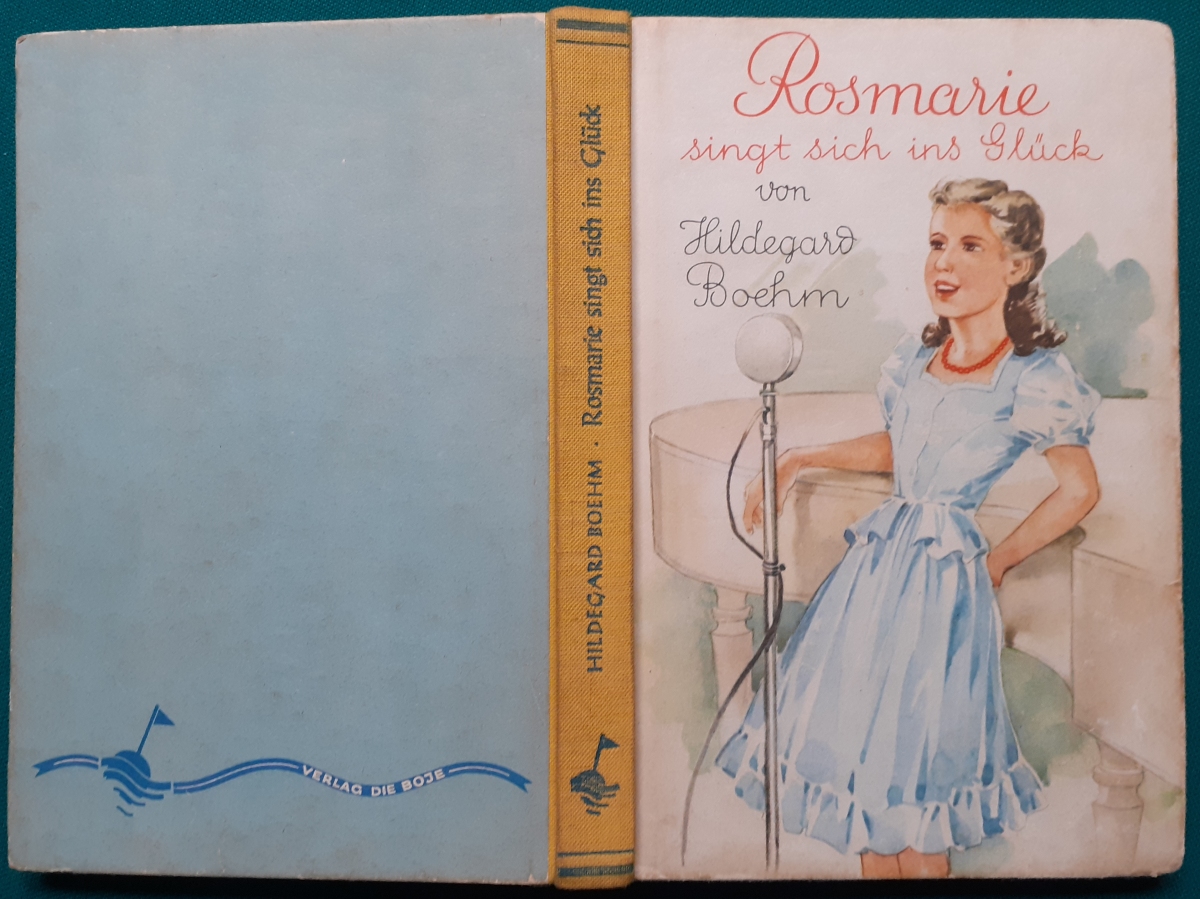 VERLAG DIE BOJE
HILDEGARD BOEHM · Rosmarie singt sich ins Glück
Rosmarie
singt sich ins Glück
von
Hildegard
Boehm